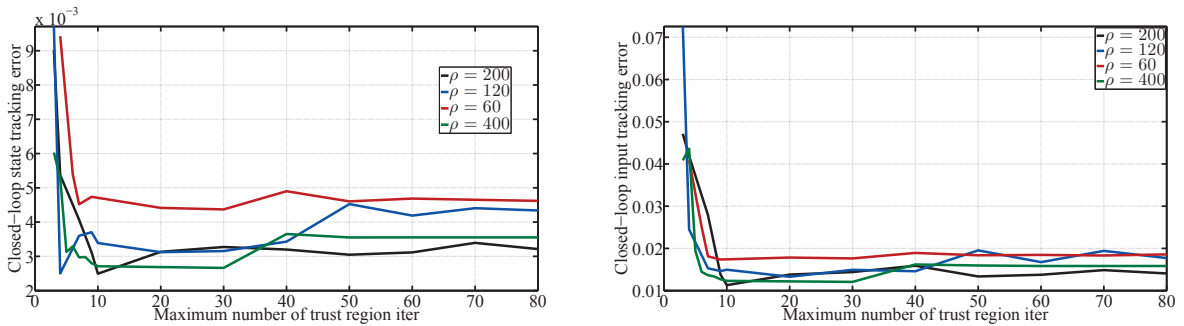 x 10⁻³
9
8
7
6
5
4
3
2
0
10
20
30
40
50
60
70
80
Closed−loop state tracking error
Maximum number of trust region iter
ρ = 200
ρ = 120
ρ = 60
ρ = 400
0.07
0.06
0.05
0.04
0.03
0.02
0.01
0
10
20
30
40
50
60
70
80
Closed−loop input tracking error
Maximum number of trust region iter
ρ = 200
ρ = 120
ρ = 60
ρ = 400